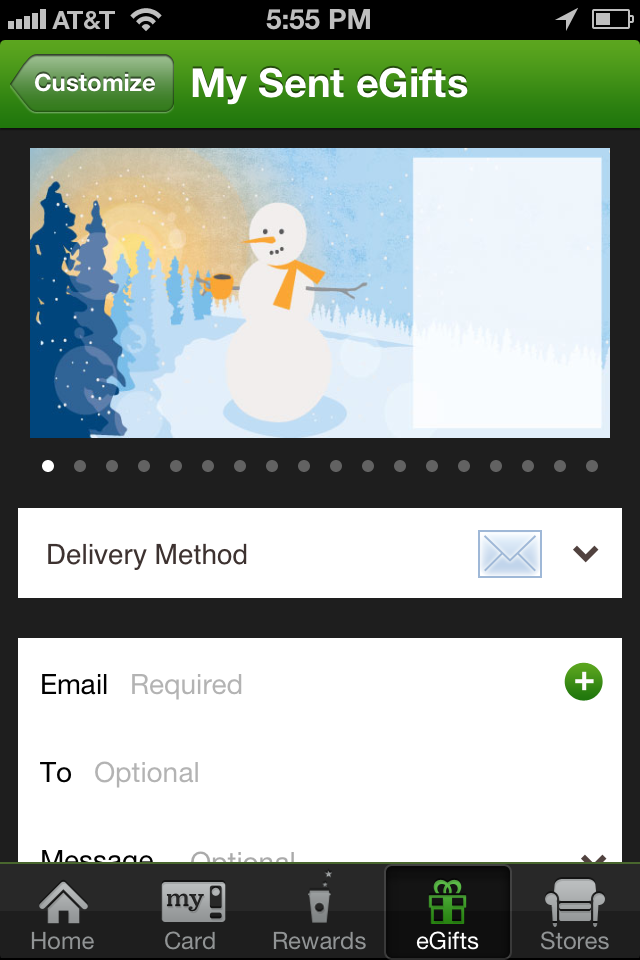 AT&T 5:55 PM
Customize My Sent eGifts
Delivery Method
Email Required
To Optional
Message Optional
my
Home Card Rewards eGifts Stores